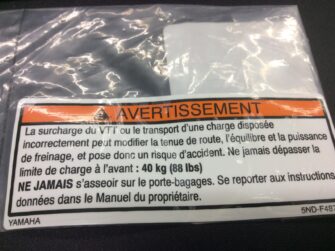 AVERTISSEMENT
La surcharge du VTT ou le transport d'une charge disposée
incorrectement peut modifier la tenue de route, l'équilibre et la puissance
de freinage, et pose donc un risque d'accident. Ne jamais dépasser la
limite de charge à l'avant : 40 kg (88 lbs)
NE JAMAIS s'asseoir sur le porte-bagages. Se reporter aux instructions
données dans le Manuel du propriétaire.
YAMAHA
5ND-F487